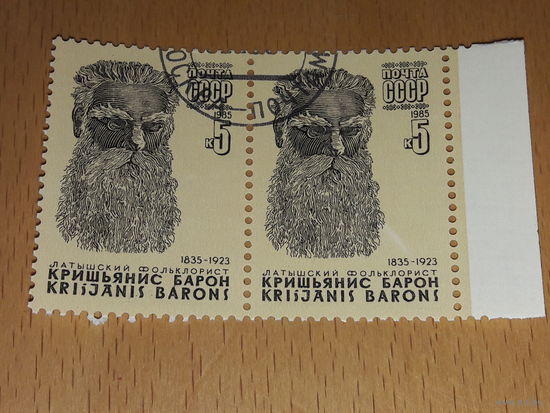 ПОЧТА
СССР
1985
5
К
1835-1923
ЛАТЫШСКИЙ ФОЛЬКЛОРИСТ
КРИШЬЯНИС БАРОН
KRIŠJANIS BARONS
ПОЧТА
СССР
1985
5
К
1835-1923
ЛАТЫШСКИЙ ФОЛЬКЛОРИСТ
КРИШЬЯНИС БАРОН
KRIŠJANIS BARONS